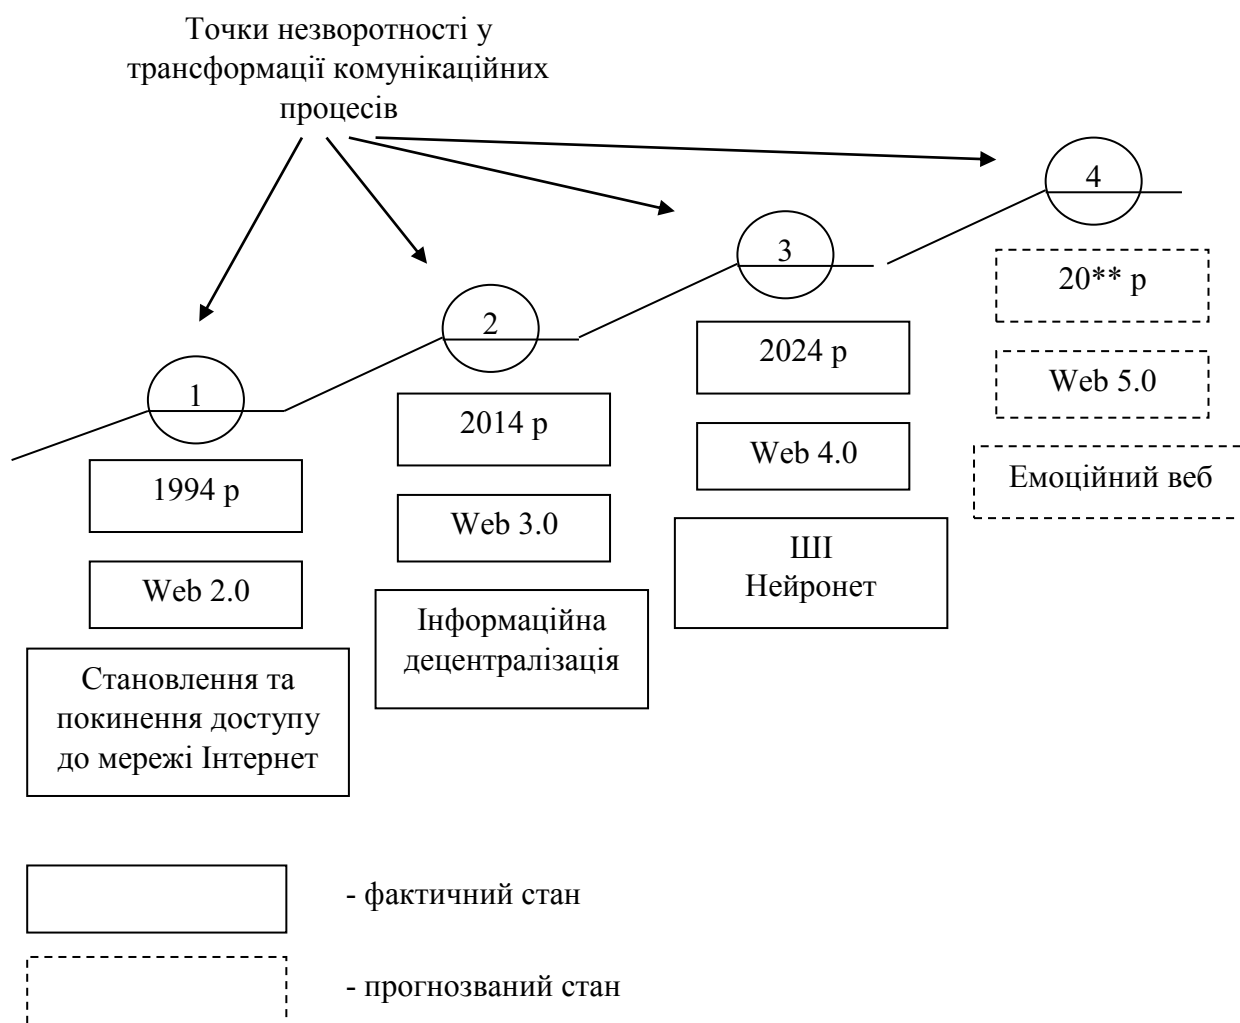 Точки незворотності у
трансформації комунікаційних
процесів
1
1994 р
Web 2.0
Становлення та
покинення доступу
до мережі Інтернет
2
2014 р
Web 3.0
Інформаційна
децентралізація
3
2024 р
Web 4.0
ШІ
Нейронет
4
20** р
Web 5.0
Емоційний веб
- фактичний стан
- прогнозваний стан